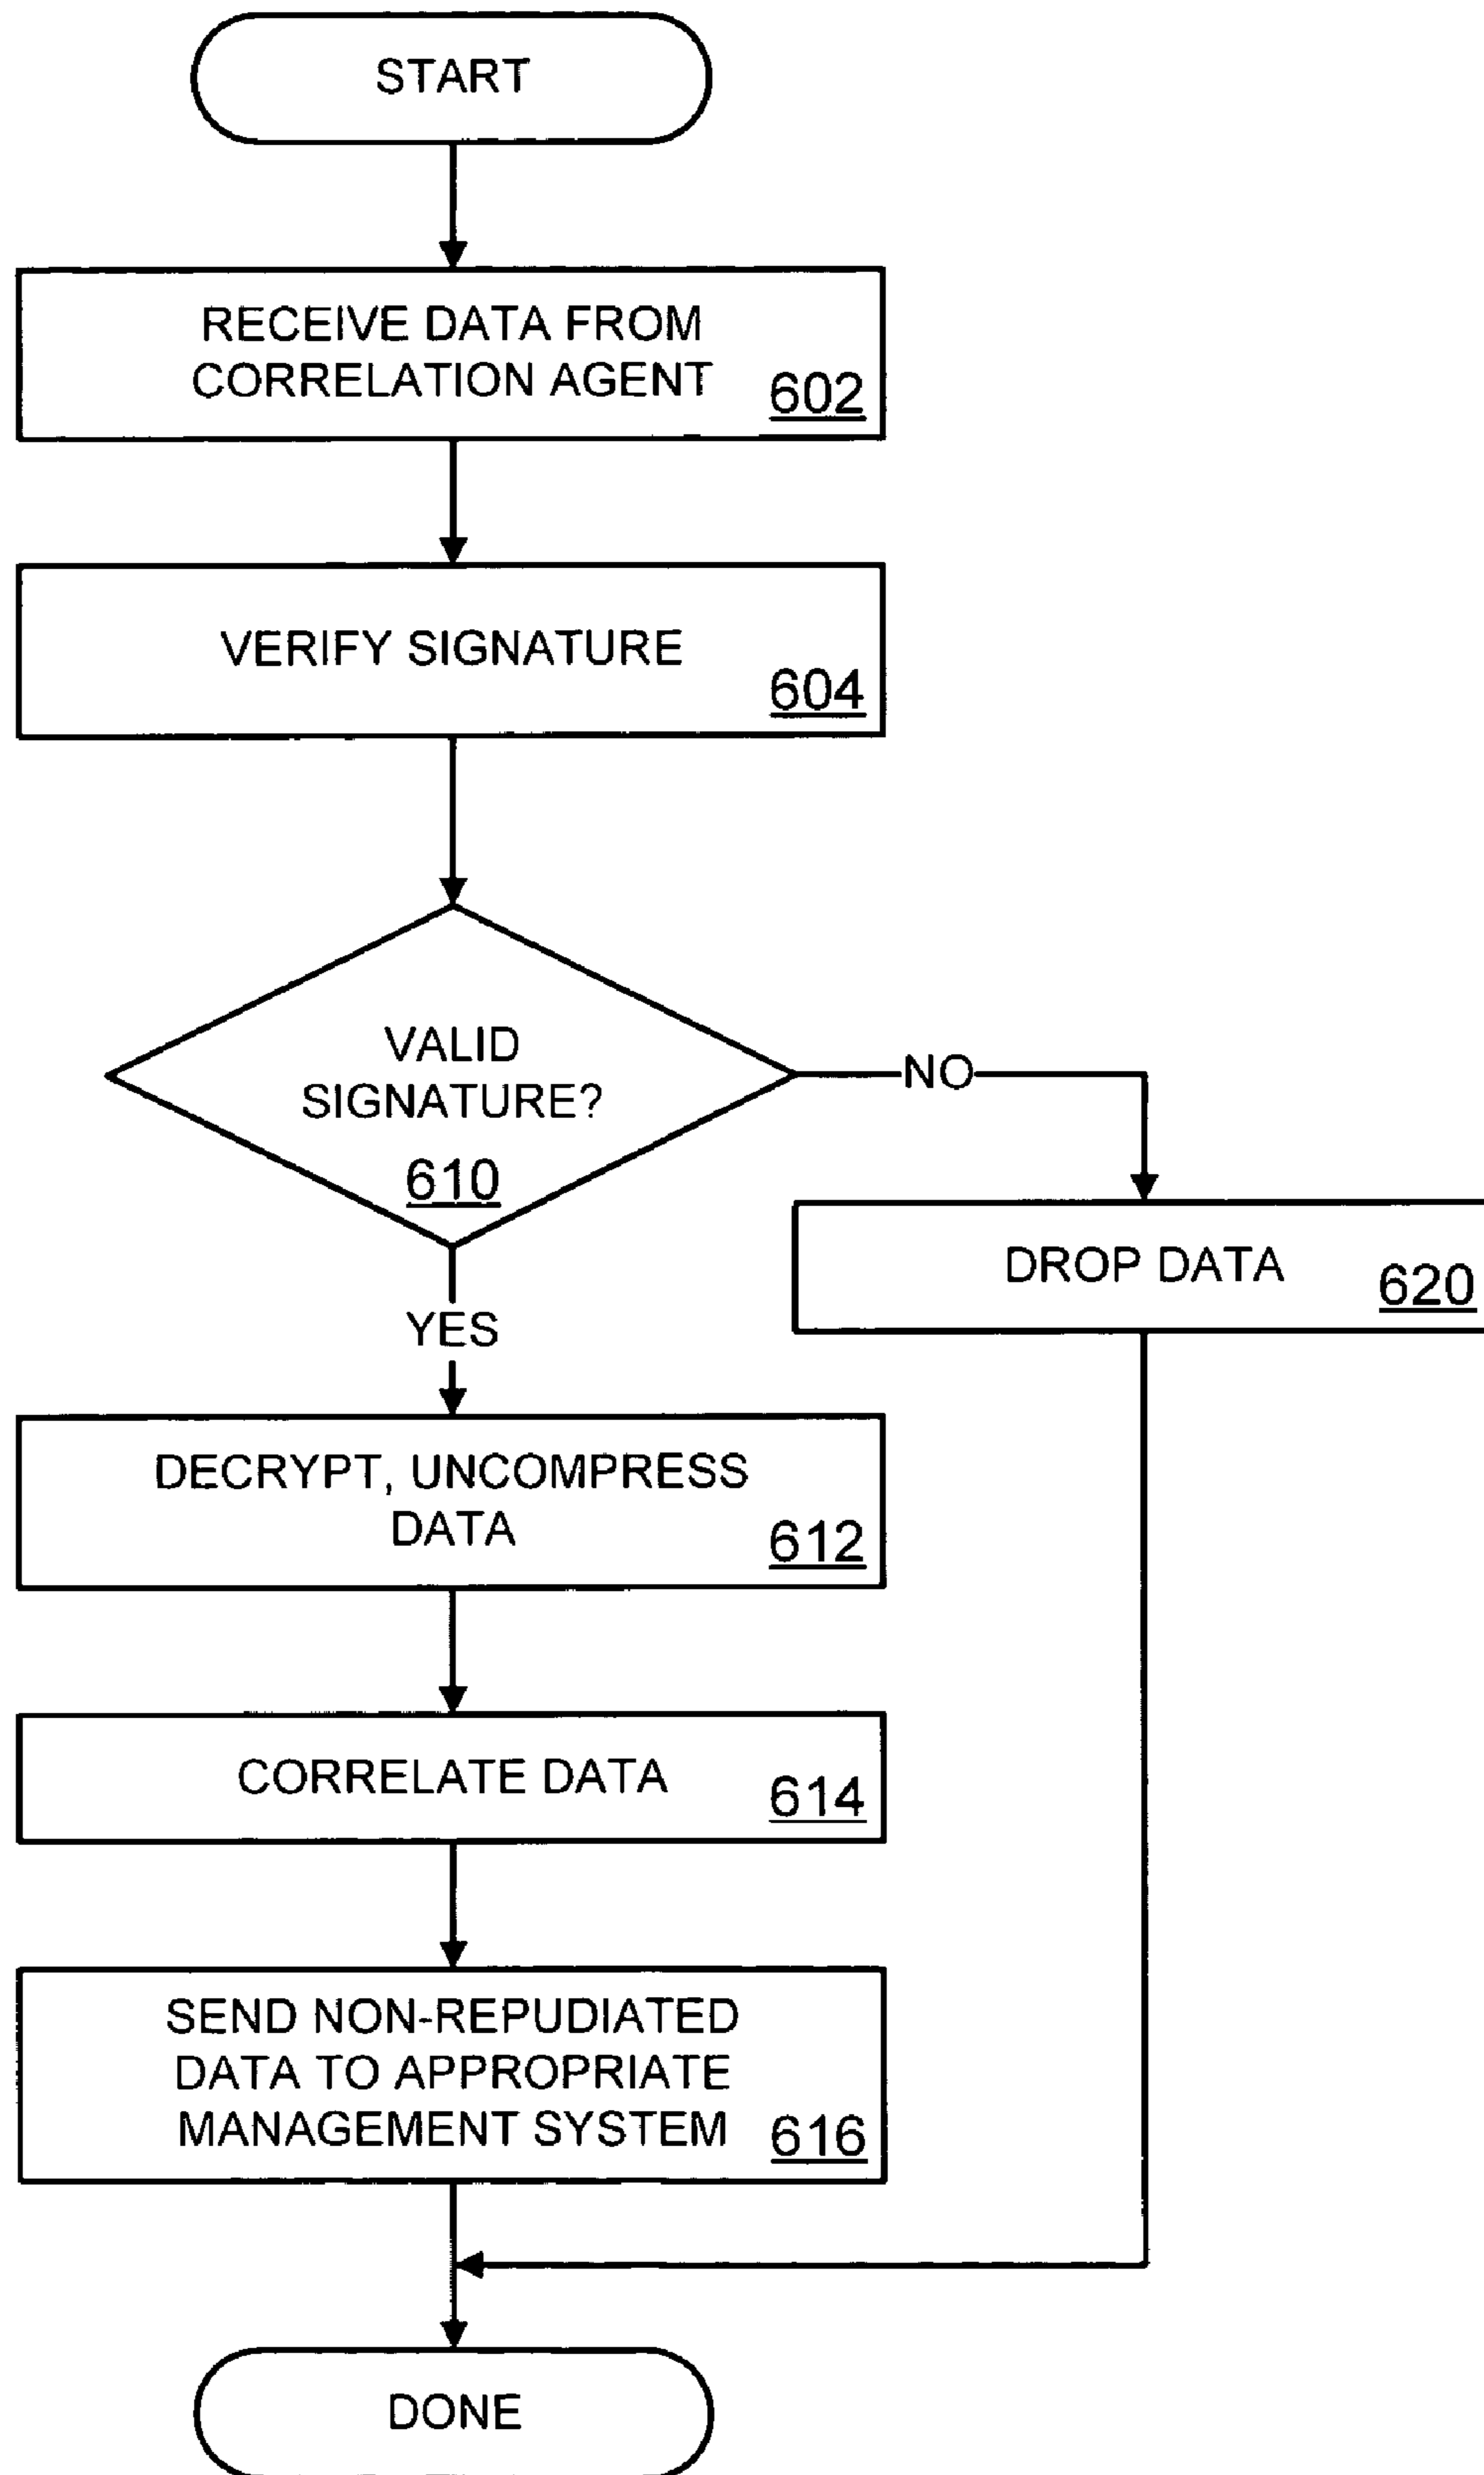 START
RECEIVE DATA FROM
CORRELATION AGENT
602
VERIFY SIGNATURE
604
VALID
SIGNATURE?
610
NO
YES
DROP DATA
620
DECRYPT, UNCOMPRESS
DATA
612
CORRELATE DATA
614
SEND NON-REPUDIATED
DATA TO APPROPRIATE
MANAGEMENT SYSTEM
616
DONE